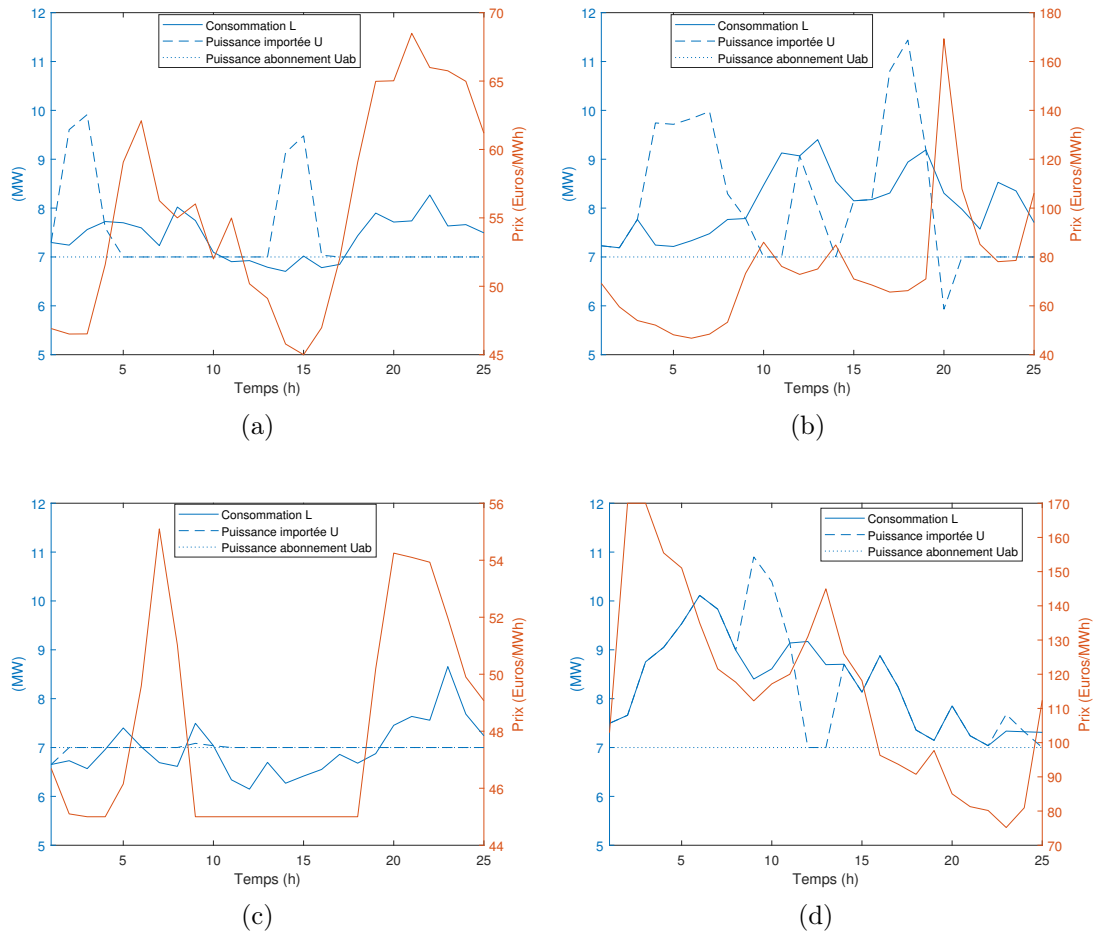 Consommation L
Puissance importée U
Puissance abonnement Uab
12
11
10
9
8
7
6
5
(MW)
70
65
60
55
50
45
Prix (Euros/MWh)
5 10 15 20 25
Temps (h)
(a)
Consommation L
Puissance importée U
Puissance abonnement Uab
12
11
10
9
8
7
6
5
(MW)
180
160
140
120
100
80
60
40
Prix (Euros/MWh)
5 10 15 20 25
Temps (h)
(b)
Consommation L
Puissance importée U
Puissance abonnement Uab
12
11
10
9
8
7
6
5
(MW)
56
54
52
50
48
46
44
Prix (Euros/MWh)
5 10 15 20 25
Temps (h)
(c)
Consommation L
Puissance importée U
Puissance abonnement Uab
12
11
10
9
8
7
6
5
(MW)
170
160
150
140
130
120
110
100
90
80
70
Prix (Euros/MWh)
5 10 15 20 25
Temps (h)
(d)